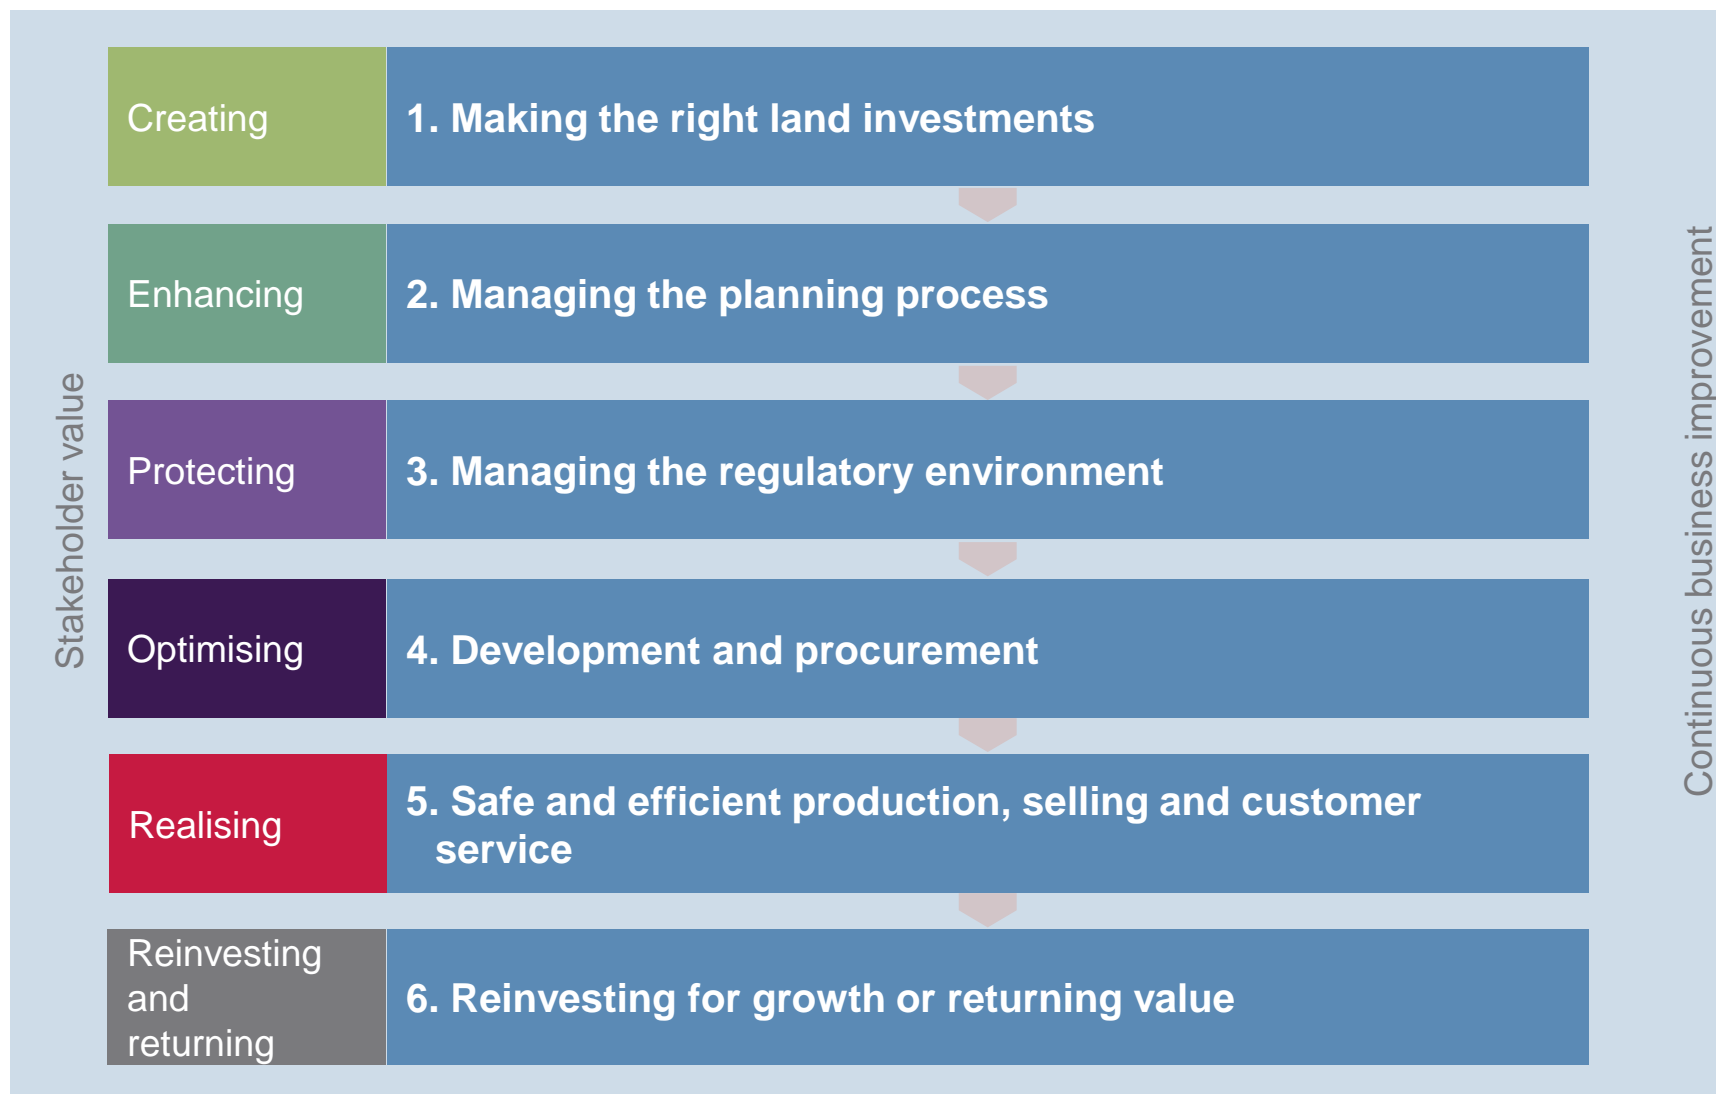 Stakeholder value
Creating
1. Making the right land investments
Enhancing
2. Managing the planning process
Protecting
3. Managing the regulatory environment
Optimising
4. Development and procurement
Realising
5. Safe and efficient production, selling and customer
service
Reinvesting
and
returning
6. Reinvesting for growth or returning value
Continuous business improvement